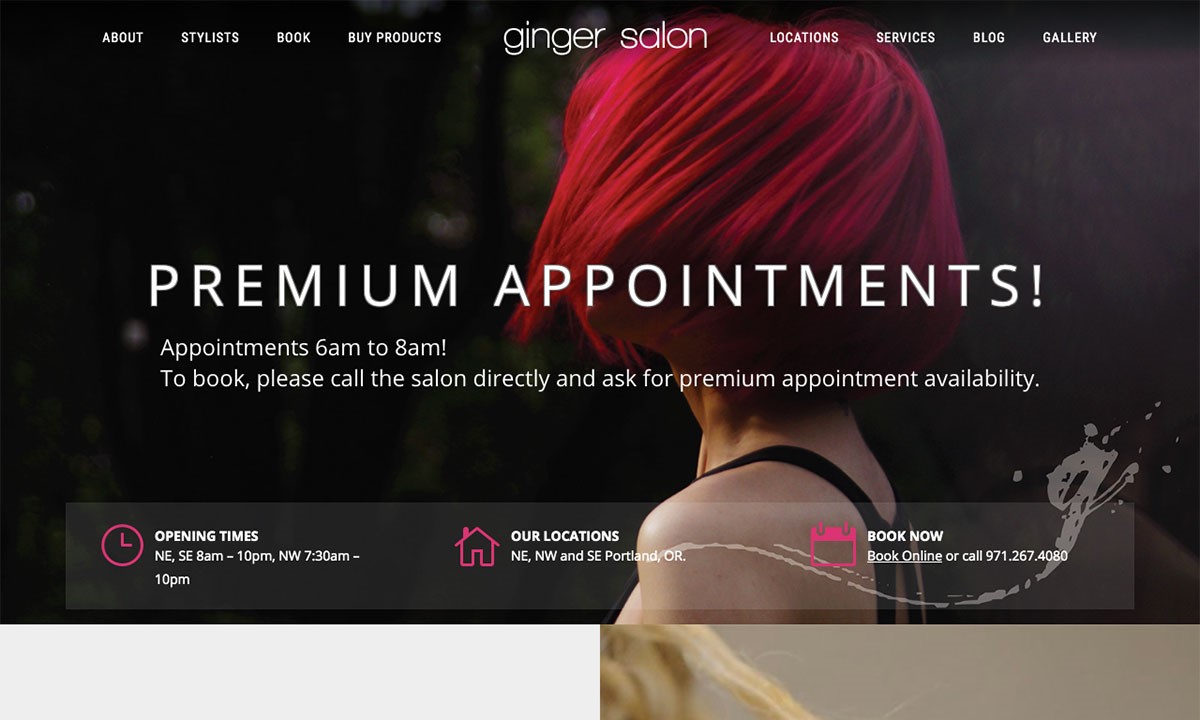 ABOUT STYLISTS BOOK BUY PRODUCTS ginger salon LOCATIONS SERVICES BLOG GALLERY
PREMIUM APPOINTMENTS!
Appointments 6am to 8am!
To book, please call the salon directly and ask for premium appointment availability.
OPENING TIMES
NE, SE 8am – 10pm, NW 7:30am –
10pm
OUR LOCATIONS
NE, NW and SE Portland, OR.
BOOK NOW
Book Online or call 971.267.4080
g